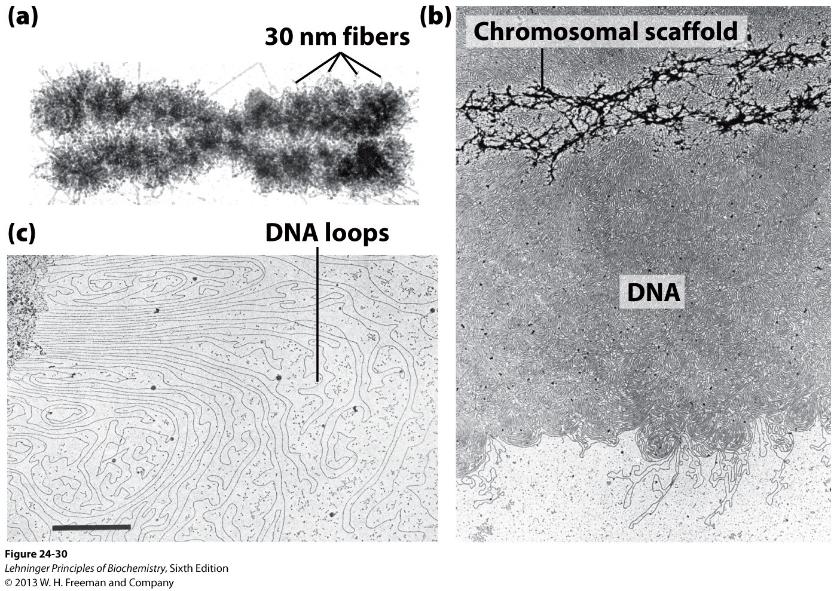 (a)
30 nm fibers
(b)
Chromosomal scaffold
DNA
(c)
DNA loops
Figure 24-30
Lehninger Principles of Biochemistry, Sixth Edition
© 2013 W. H. Freeman and Company